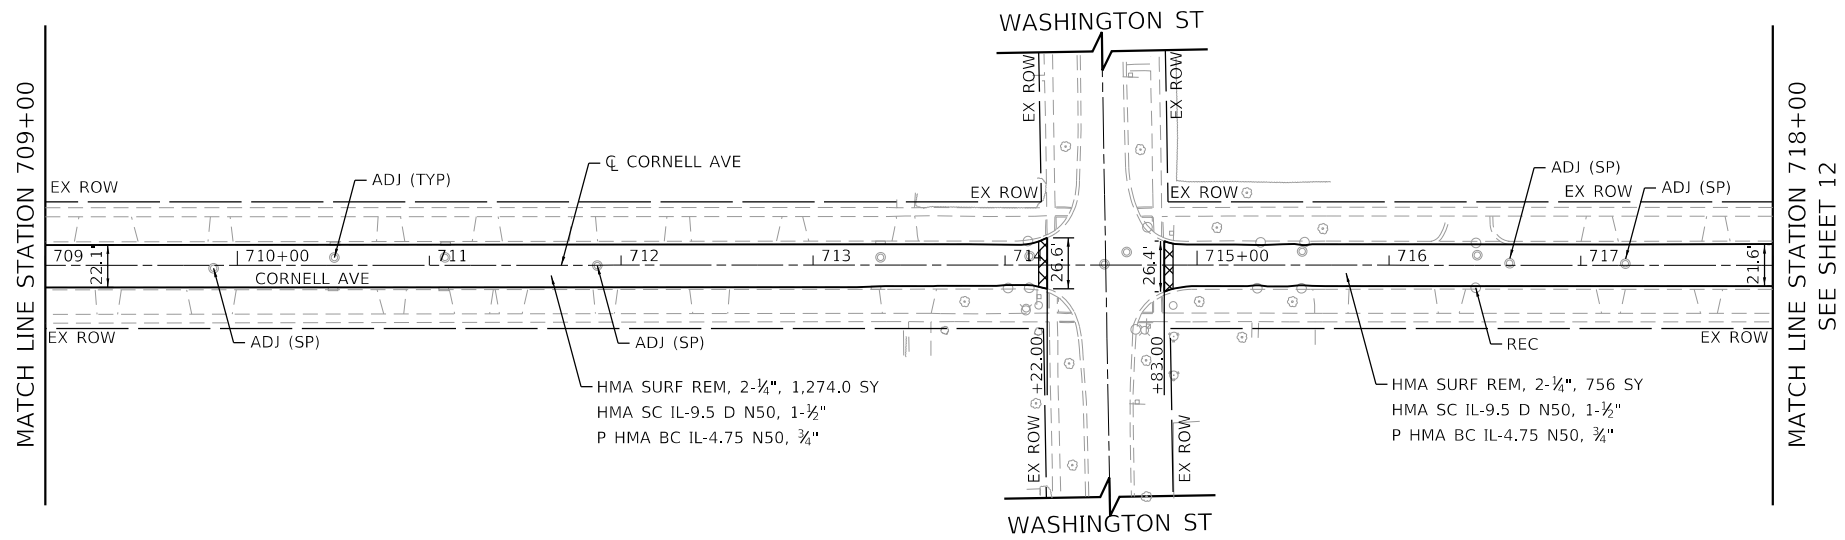 WASHINGTON ST
MATCH LINE STATION 709+00
EX ROW
EX ROW
EX ROW
℄ CORNELL AVE
ADJ (TYP)
EX ROW
EX ROW
EX ROW
ADJ (SP)
EX ROW
ADJ (SP)
709
22.1'
710+00
711
712
713
714
26.6'
26.4'
715+00
716
717
21.6'
CORNELL AVE
EX ROW
ADJ (SP)
ADJ (SP)
+22.00
+83.00
REC
EX ROW
HMA SURF REM, 2-¼", 1,274.0 SY
HMA SC IL-9.5 D N50, 1-½"
P HMA BC IL-4.75 N50, ¾"
HMA SURF REM, 2-¼", 756 SY
HMA SC IL-9.5 D N50, 1-½"
P HMA BC IL-4.75 N50, ¾"
EX ROW
EX ROW
WASHINGTON ST
MATCH LINE STATION 718+00
SEE SHEET 12